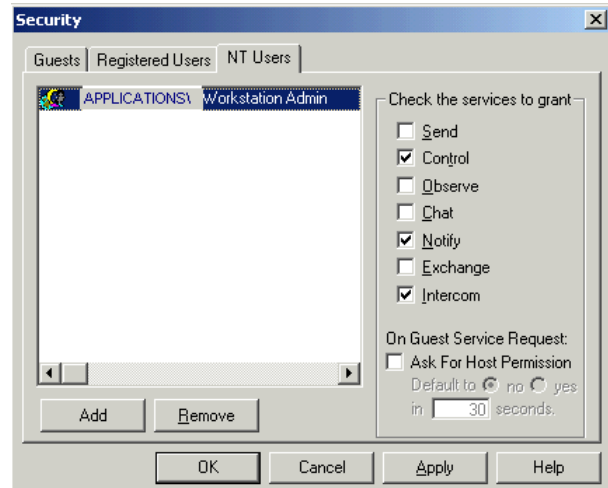 Security
Guests Registered Users NT Users
APPLICATIONS\ Workstation Admin
Check the services to grant
Send
Control
Observe
Chat
Notify
Exchange
Intercom
On Guest Service Request:
Ask For Host Permission
Default to no yes
in 30 seconds.
Add Remove
OK Cancel Apply Help